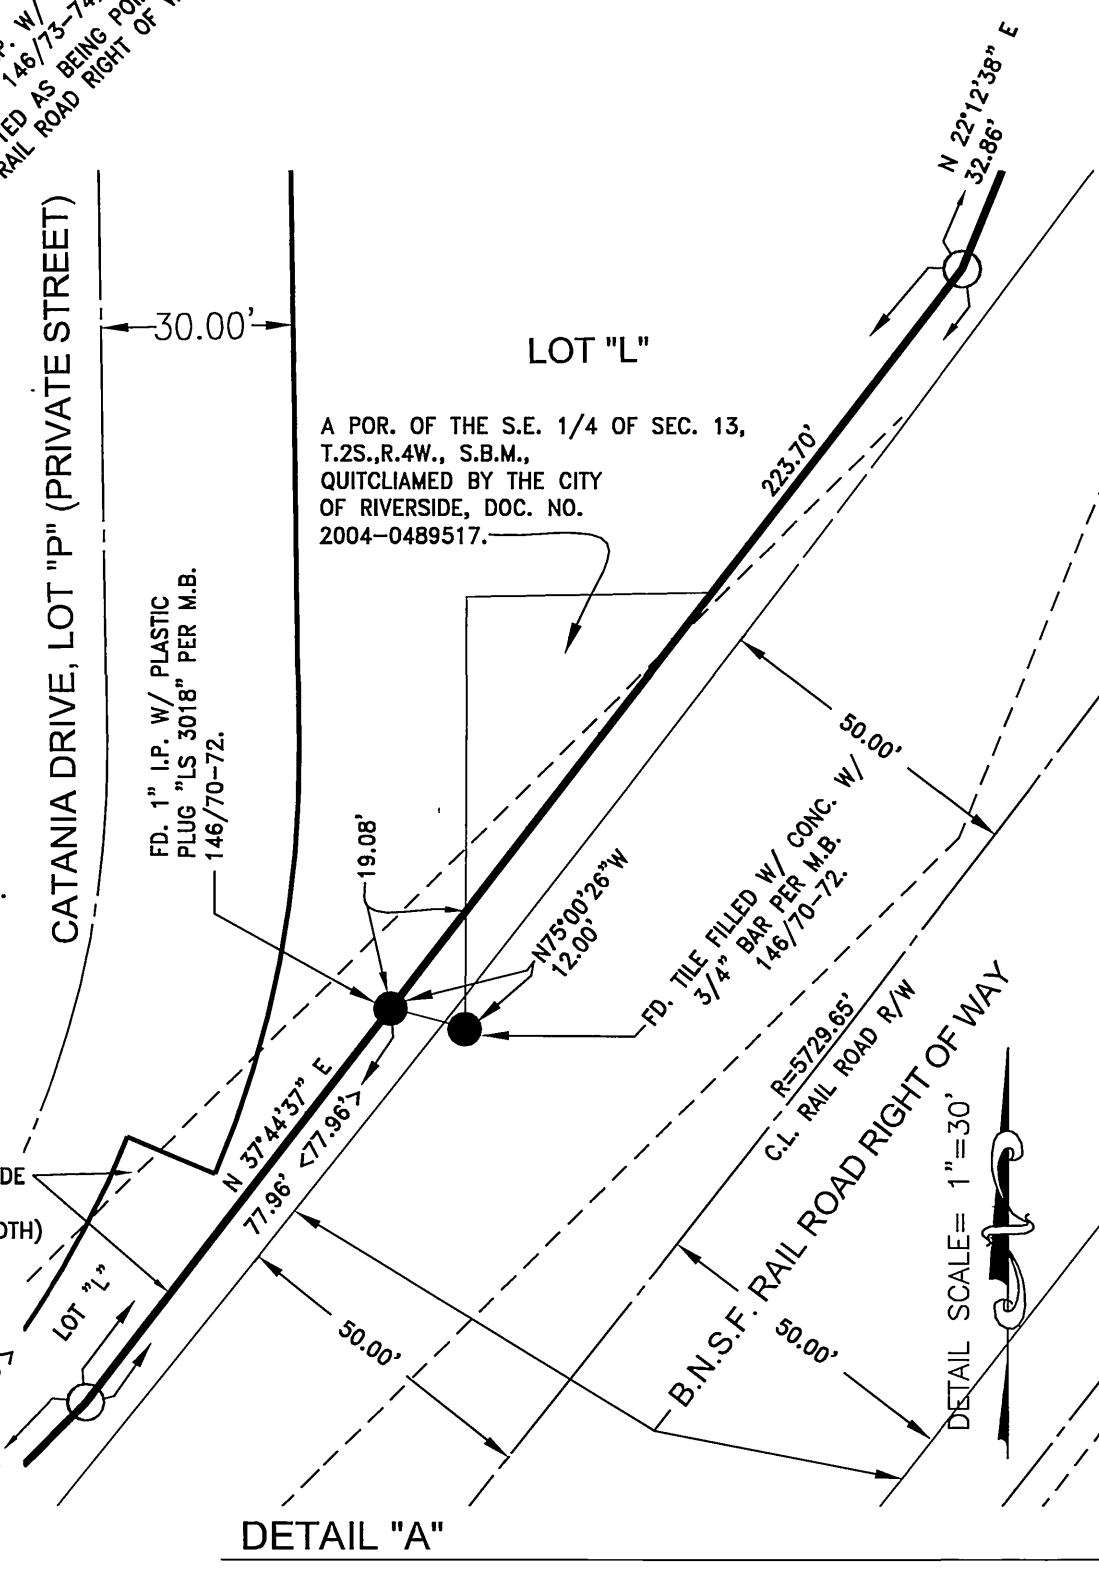 P. W/
146/73-74,
TED AS BEING POI
RAIL ROAD RIGHT OF W
N 22°12'38" E
32.86'
CATANIA DRIVE, LOT "P" (PRIVATE STREET)
30.00'
LOT "L"
A POR. OF THE S.E. 1/4 OF SEC. 13,
T.2S.,R.4W., S.B.M.,
QUITCLIAMED BY THE CITY
OF RIVERSIDE, DOC. NO.
2004-0489517.
223.70'
FD. 1" I.P. W/ PLASTIC
PLUG "LS 3018" PER M.B.
146/70-72.
50.00'
19.08'
N75°00'26"W
12.00'
FD. TILE FILLED W/ CONC. W/
3/4" BAR PER M.B.
146/70-72.
R=5729.65'
C.L. RAIL ROAD R/W
B.N.S.F. RAIL ROAD RIGHT OF WAY
N 37°44'37" E
77.96' <77.96'>
DE
OTH)
LOT "L"
50.00'
50.00'
DETAIL SCALE= 1"=30'
DETAIL "A"